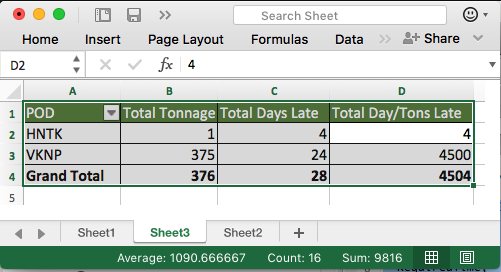 Search Sheet
Home Insert Page Layout Formulas Data >> Share
D2 fx 4
A B C D
1 POD Total Tonnage Total Days Late Total Day/Tons Late
2 HNTK 1 4 4
3 VKNP 375 24 4500
4 Grand Total 376 28 4504
5
Sheet1 Sheet3 Sheet2 +
Average: 1090.666667 Count: 16 Sum: 9816